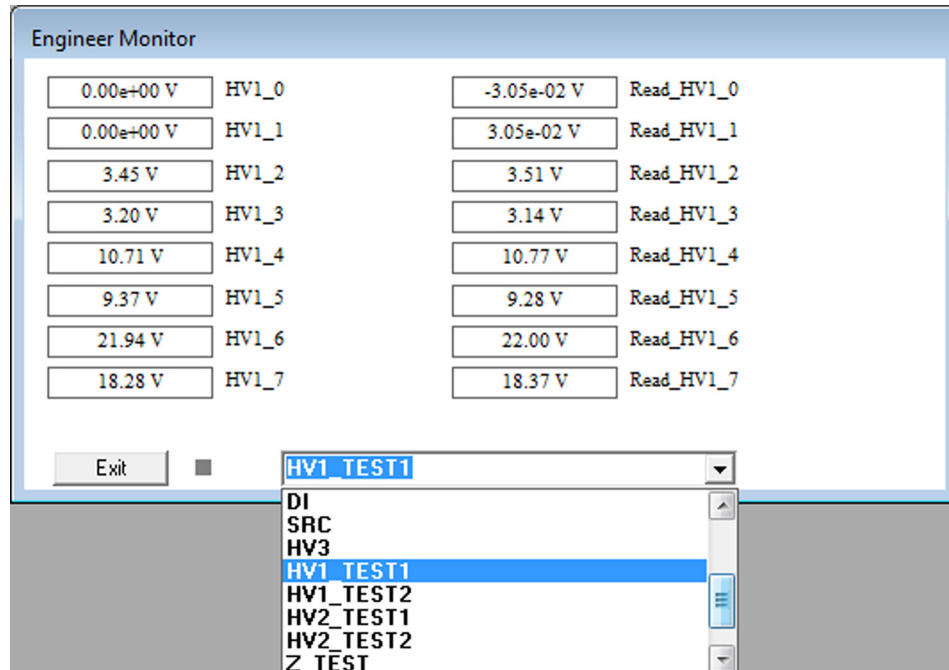 Engineer Monitor
0.00e+00 V HV1_0 -3.05e-02 V Read_HV1_0
0.00e+00 V HV1_1 3.05e-02 V Read_HV1_1
3.45 V HV1_2 3.51 V Read_HV1_2
3.20 V HV1_3 3.14 V Read_HV1_3
10.71 V HV1_4 10.77 V Read_HV1_4
9.37 V HV1_5 9.28 V Read_HV1_5
21.94 V HV1_6 22.00 V Read_HV1_6
18.28 V HV1_7 18.37 V Read_HV1_7
Exit HV1_TEST1
DI
SRC
HV3
HV1_TEST1
HV1_TEST2
HV2_TEST1
HV2_TEST2
Z_TEST